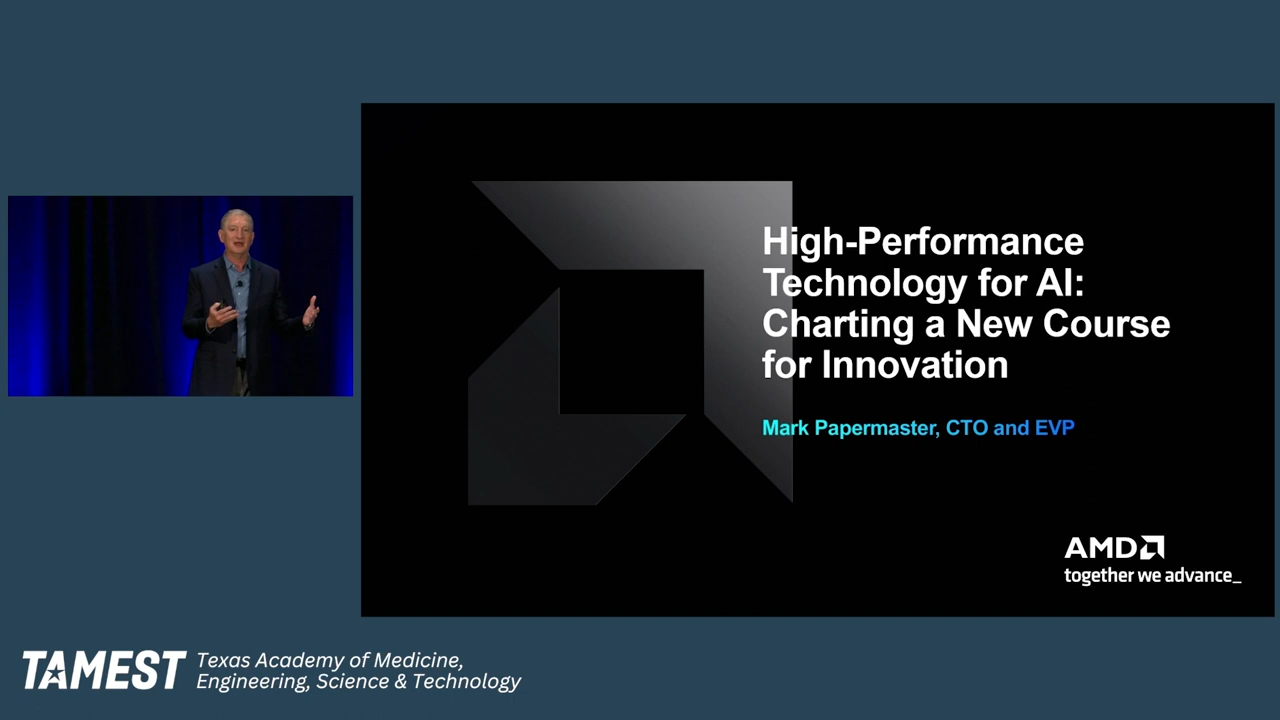 High-Performance
Technology for AI:
Charting a New Course
for Innovation
Mark Papermaster, CTO and EVP
AMD
together we advance_
TAMEST
Texas Academy of Medicine,
Engineering, Science & Technology